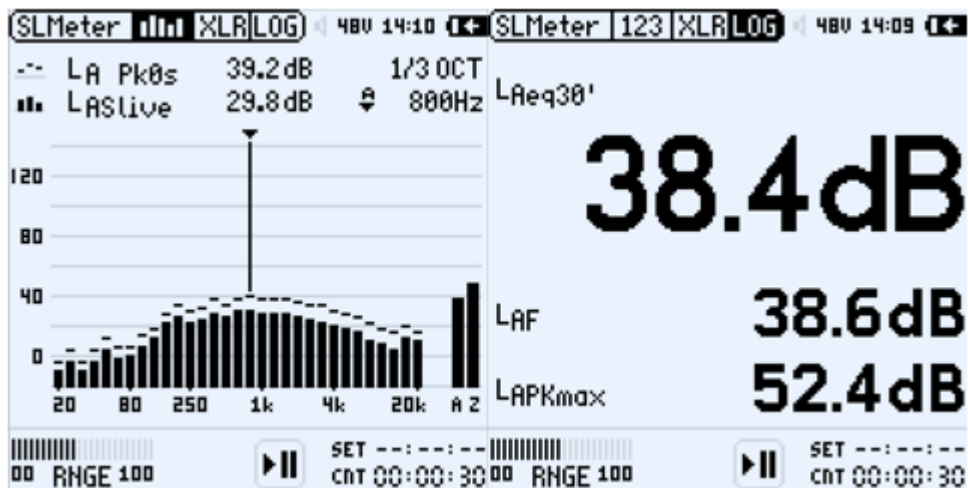 SLMeter XLR LOG 48V 14:10
LA Pk0s 39.2dB 1/3 OCT
LASlive 29.8dB A 800Hz
120
80
40
0
20 80 250 1k 4k 20k A Z
SET --:--:--
00 RNGE 100 CNT 00:00:30
SLMeter 123 XLR LOG 48V 14:09
LAeq30'
38.4dB
LAF 38.6dB
LAPKmax 52.4dB
SET --:--:--
00 RNGE 100 CNT 00:00:30